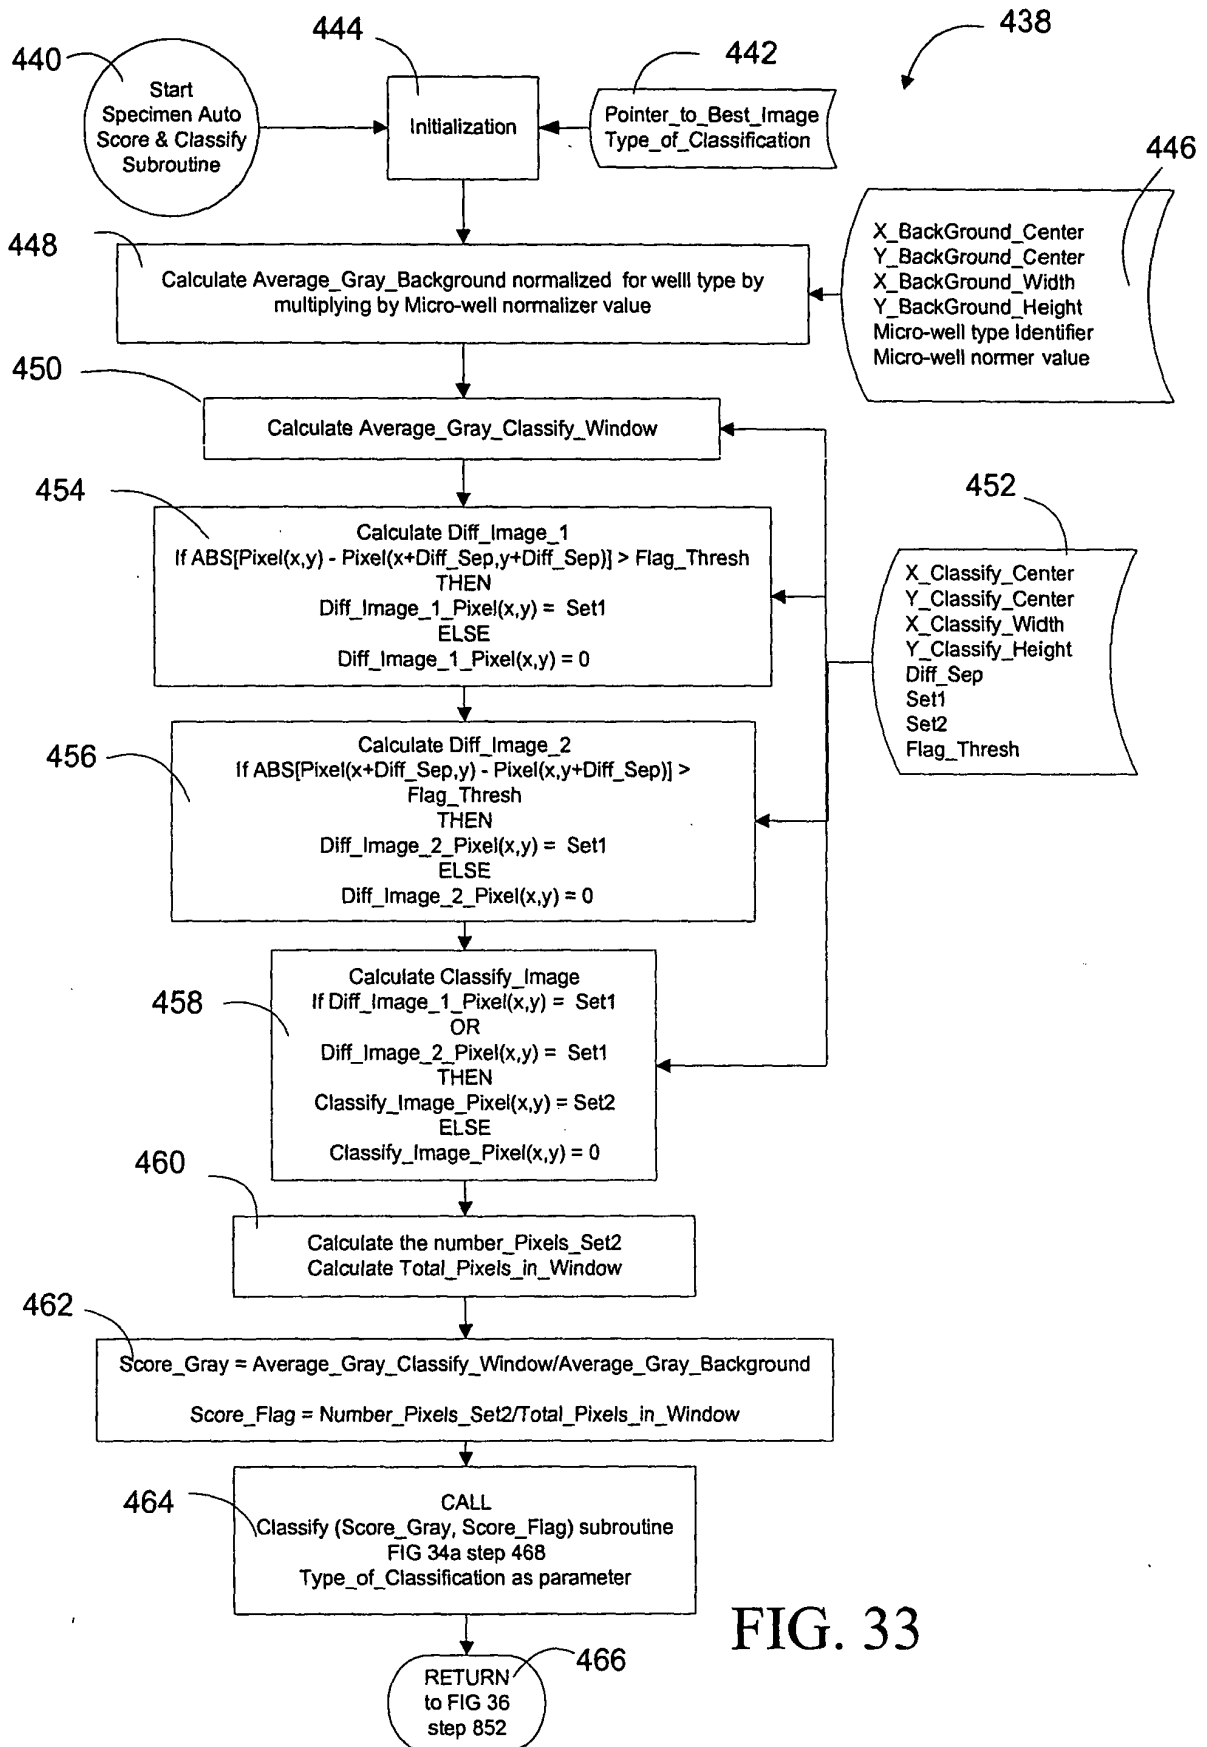 438
440
Start
Specimen Auto
Score & Classify
Subroutine
444
Initialization
442
Pointer_to_Best_Image
Type_of_Classification
446
X_BackGround_Center
Y_BackGround_Center
X_BackGround_Width
Y_BackGround_Height
Micro-well type Identifier
Micro-well normer value
448
Calculate Average_Gray_Background normalized for welll type by
multiplying by Micro-well normalizer value
450
Calculate Average_Gray_Classify_Window
452
X_Classify_Center
Y_Classify_Center
X_Classify_Width
Y_Classify_Height
Diff_Sep
Set1
Set2
Flag_Thresh
454
Calculate Diff_Image_1
If ABS[Pixel(x,y) - Pixel(x+Diff_Sep,y+Diff_Sep)] > Flag_Thresh
THEN
Diff_Image_1_Pixel(x,y) = Set1
ELSE
Diff_Image_1_Pixel(x,y) = 0
456
Calculate Diff_Image_2
If ABS[Pixel(x+Diff_Sep,y) - Pixel(x,y+Diff_Sep)] >
Flag_Thresh
THEN
Diff_Image_2_Pixel(x,y) = Set1
ELSE
Diff_Image_2_Pixel(x,y) = 0
458
Calculate Classify_Image
If Diff_Image_1_Pixel(x,y) = Set1
OR
Diff_Image_2_Pixel(x,y) = Set1
THEN
Classify_Image_Pixel(x,y) = Set2
ELSE
Classify_Image_Pixel(x,y) = 0
460
Calculate the number_Pixels_Set2
Calculate Total_Pixels_in_Window
462
Score_Gray = Average_Gray_Classify_Window/Average_Gray_Background
Score_Flag = Number_Pixels_Set2/Total_Pixels_in_Window
464
CALL
Classify (Score_Gray, Score_Flag) subroutine
FIG 34a step 468
Type_of_Classification as parameter
466
RETURN
to FIG 36
step 852
FIG. 33